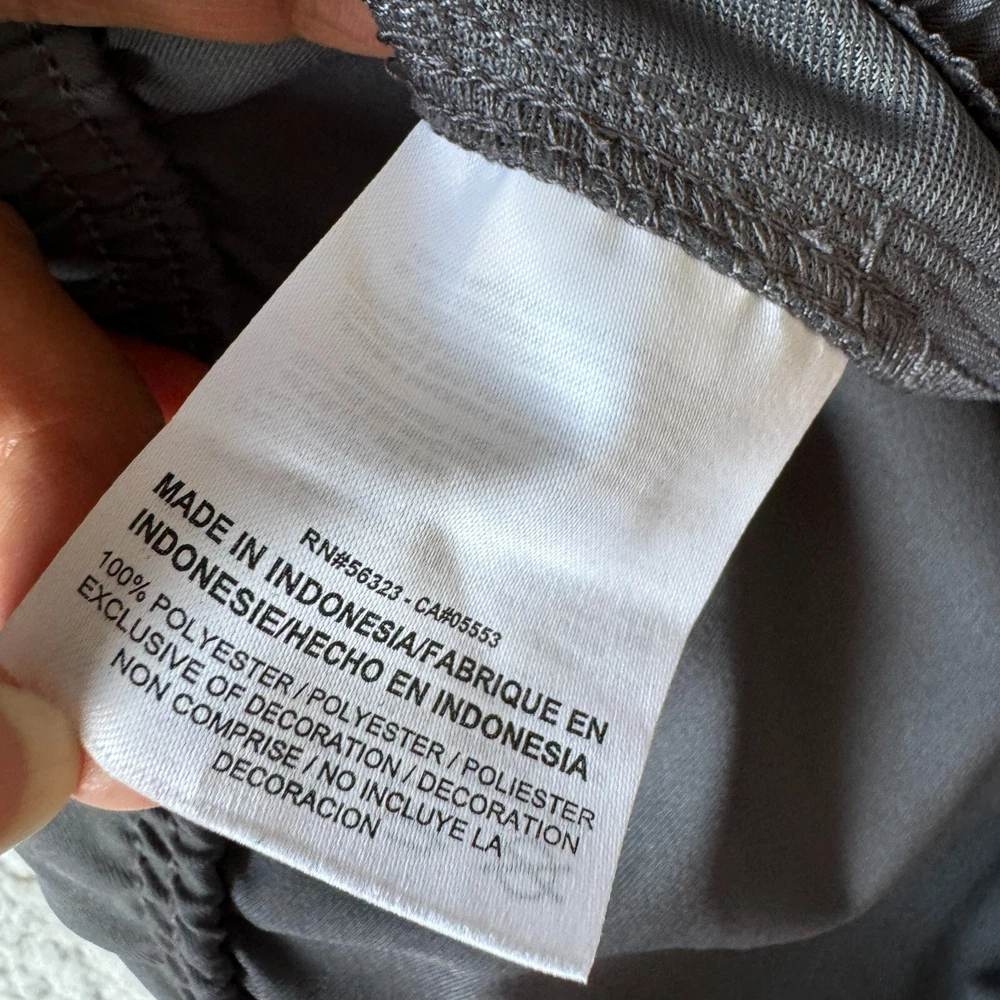 RN#56323 - CA#05553
MADE IN INDONESIA/FABRIQUE EN
INDONESIE/HECHO EN INDONESIA
100% POLYESTER / POLYESTER / POLIESTER
EXCLUSIVE OF DECORATION / DECORATION
NON COMPRISE / NO INCLUYE LA
DECORACION